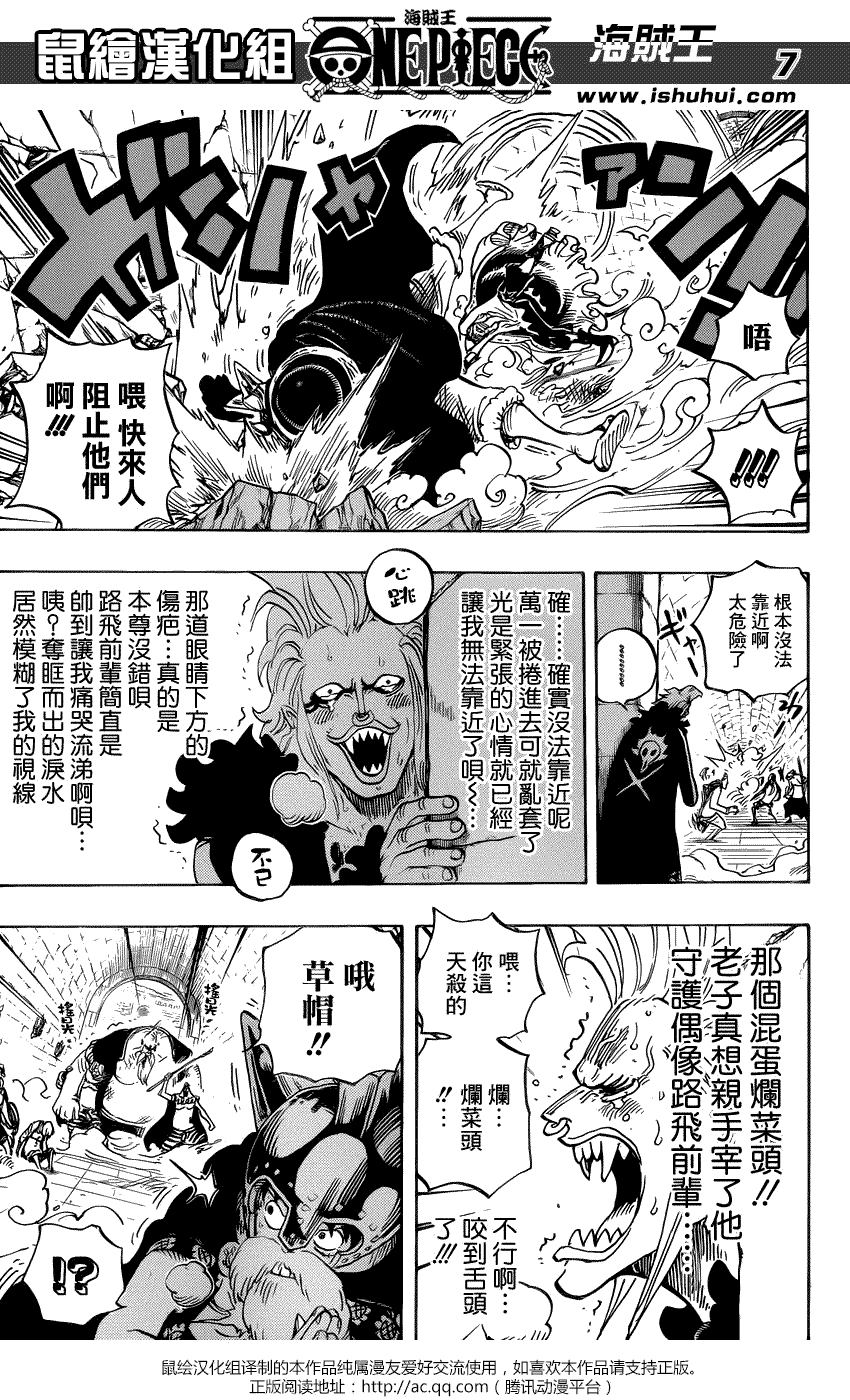 鼠繪漢化組
海賊王
ONE PIECE
海賊王
7
www.ishuhui.com
ガンッ
ャァン!!
唔
!!!
喂 快來人
阻止他們
啊!!!
根本沒法
靠近啊
太危險了
ギャー
確……確實沒法靠近呢
萬一被捲進去可就亂套了
光是緊張的心情就已經
讓我無法靠近了唄～…
心跳
不已
那道眼睛下方的
傷疤…真的是
本尊沒錯唄
路飛前輩簡直是
帥到讓我痛哭流涕啊唄…
咦?奪眶而出的淚水
居然模糊了我的視線
那個混蛋爛菜頭!!
老子真想親手宰了他
守護偶像路飛前輩………
喂…
你這
天殺的
爛…
爛菜頭
…!!
不行啊…
咬到舌頭
了!!!
哦
草帽!!
搖晃
搖晃
!?
鼠绘汉化组译制的本作品纯属漫友爱好交流使用，如喜欢本作品请支持正版。
正版阅读地址：http://ac.qq.com（腾讯动漫平台）